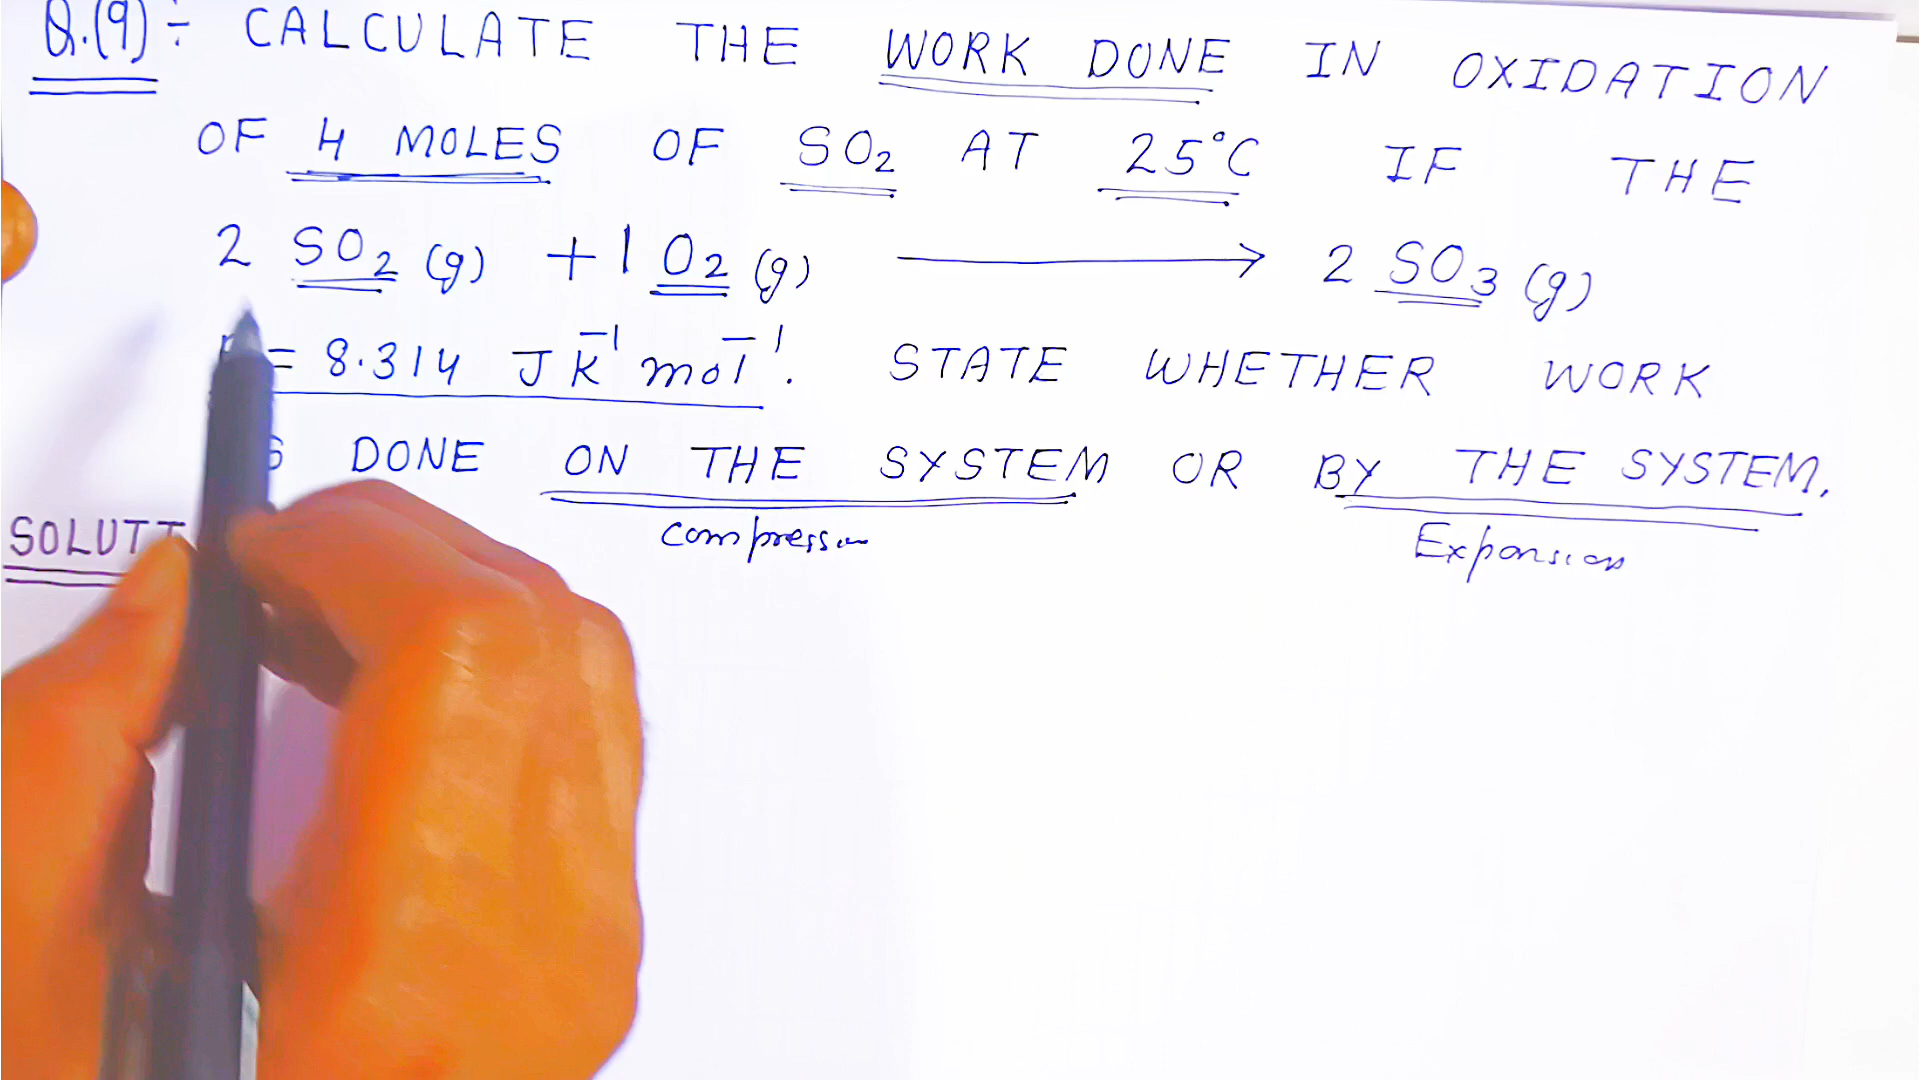 Q.(9) ÷ CALCULATE THE WORK DONE IN OXIDATION
OF 4 MOLES OF SO₂ AT 25°C IF THE
2 SO₂ (g) + 1 O₂ (g) ⟶ 2 SO₃ (g)
= 8.314 J K⁻¹ mol⁻¹. STATE WHETHER WORK
DONE ON THE SYSTEM OR BY THE SYSTEM.
compression Expansion
SOLUTI